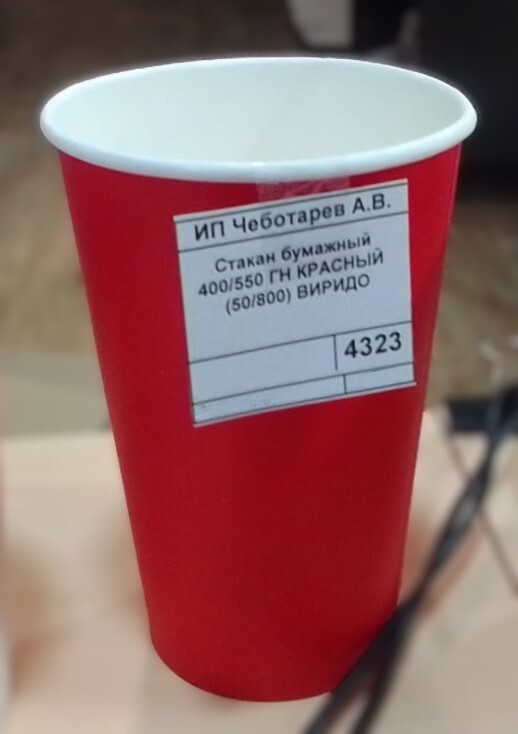 ИП Чеботарев А.В.
Стакан бумажный
400/550 ГН КРАСНЫЙ
(50/800) ВИРИДО
4323